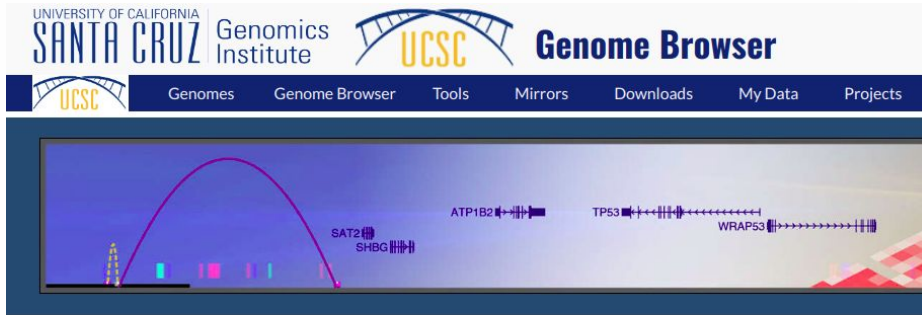 UNIVERSITY OF CALIFORNIA
SANTA CRUZ
Genomics
Institute
UCSC
Genome Browser
UCSC
Genomes Genome Browser Tools Mirrors Downloads My Data Projects
ATP1B2
TP53
WRAP53
SAT2
SHBG